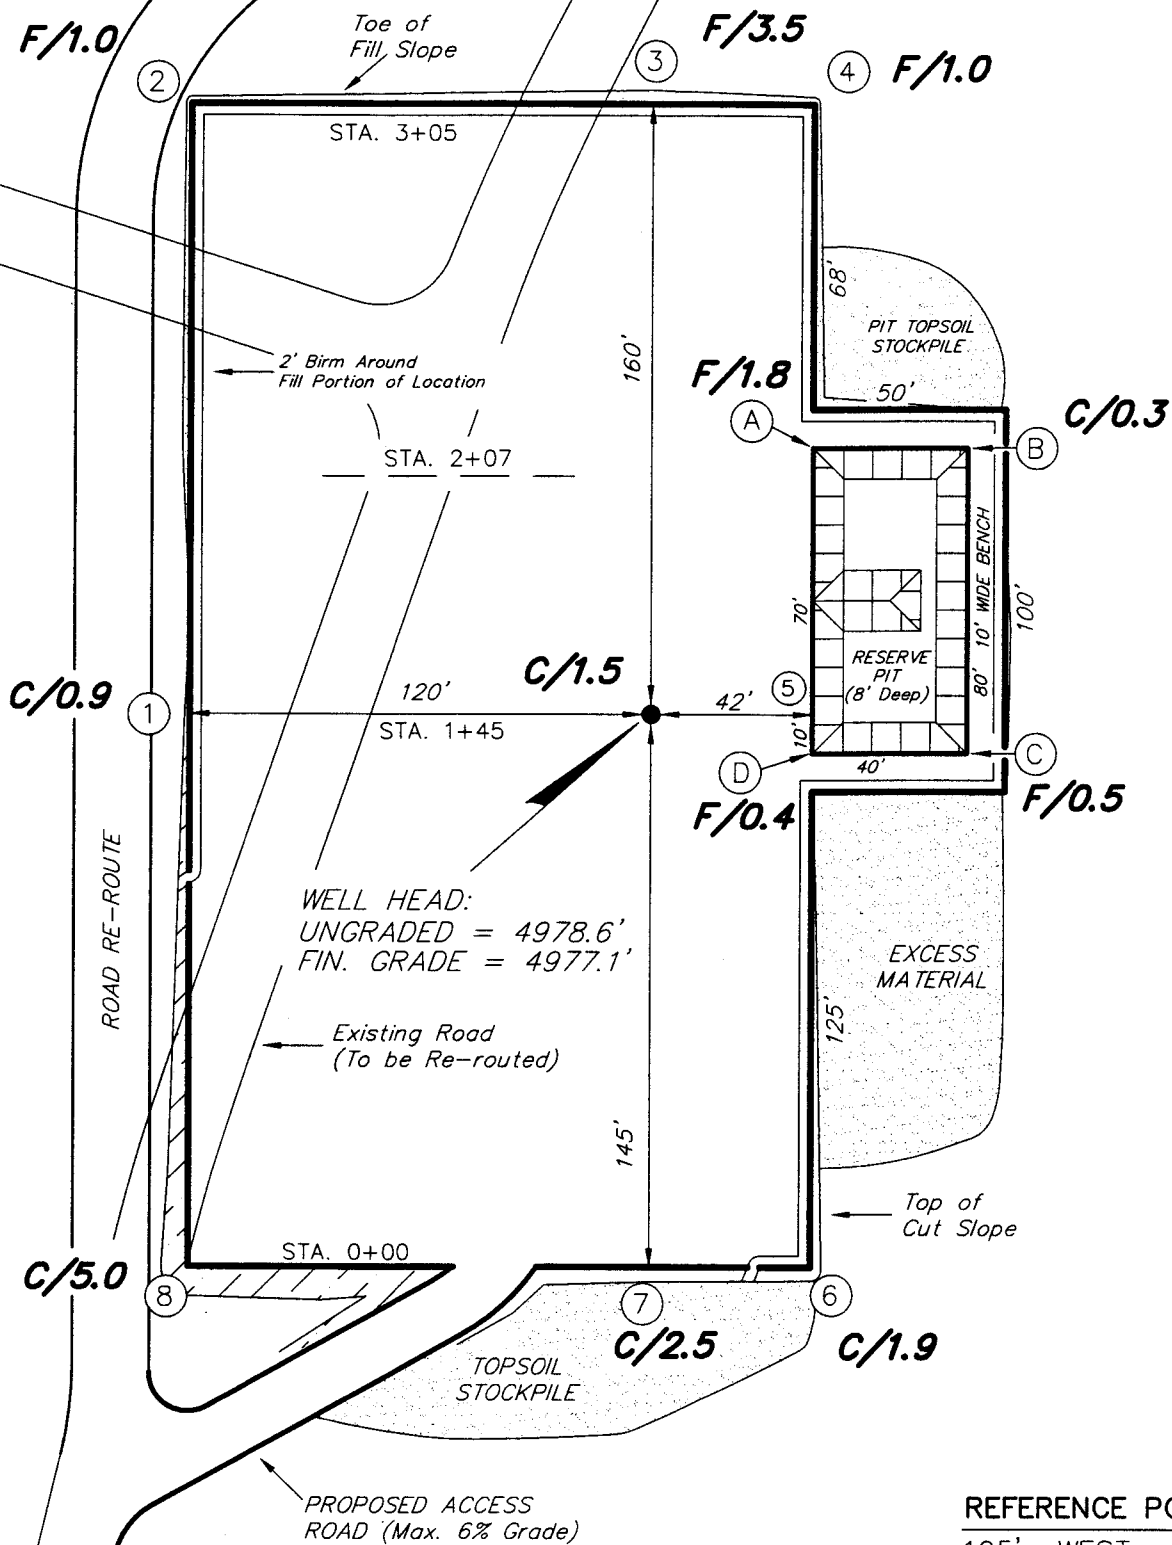 F/1.0
2
Toe of
Fill Slope
3
F/3.5
4
F/1.0
STA. 3+05
68'
PIT TOPSOIL
STOCKPILE
160'
2' Birm Around
Fill Portion of Location
F/1.8
50'
C/0.3
A
B
STA. 2+07
10' WIDE BENCH
100'
70'
RESERVE
PIT
(8' Deep)
80'
C/0.9
1
120'
STA. 1+45
C/1.5
42'
5
10'
40'
D
C
F/0.4
F/0.5
ROAD RE-ROUTE
WELL HEAD:
UNGRADED = 4978.6'
FIN. GRADE = 4977.1'
EXCESS
MATERIAL
Existing Road
(To be Re-routed)
125'
145'
Top of
Cut Slope
STA. 0+00
C/5.0
8
7
6
C/2.5
C/1.9
TOPSOIL
STOCKPILE
PROPOSED ACCESS
ROAD (Max. 6% Grade)
REFERENCE PO
WEST